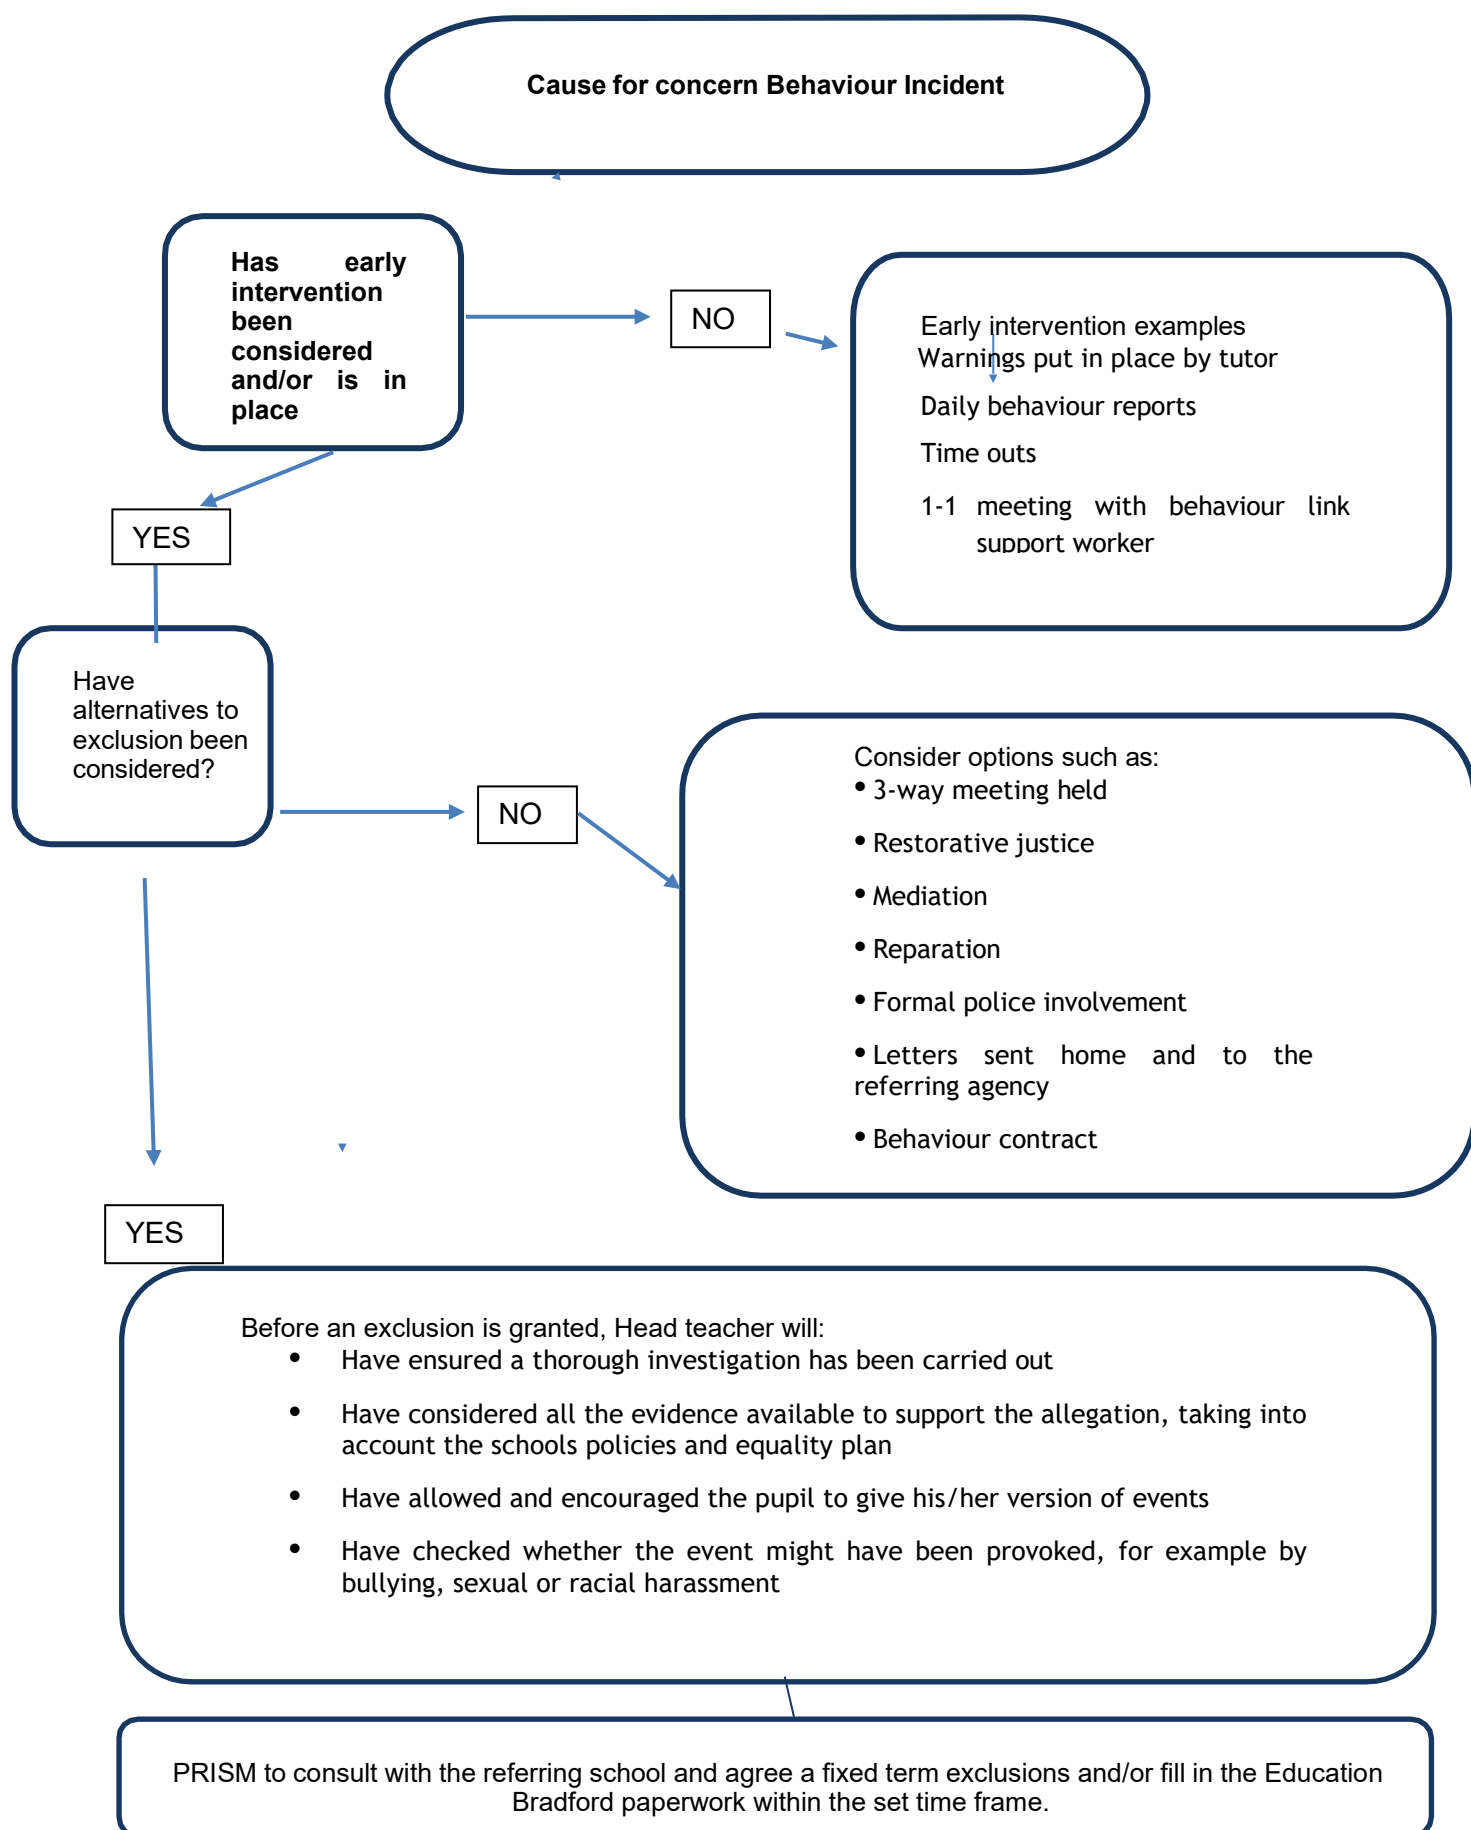 Cause for concern Behaviour Incident
Has early
intervention
been
considered
and/or is in
place
NO
Early intervention examples
Warnings put in place by tutor
Daily behaviour reports
Time outs
1-1 meeting with behaviour link
support worker
YES
Have
alternatives to
exclusion been
considered?
NO
Consider options such as:
• 3-way meeting held
• Restorative justice
• Mediation
• Reparation
• Formal police involvement
• Letters sent home and to the
referring agency
• Behaviour contract
YES
Before an exclusion is granted, Head teacher will:
• Have ensured a thorough investigation has been carried out
• Have considered all the evidence available to support the allegation, taking into
account the schools policies and equality plan
• Have allowed and encouraged the pupil to give his/her version of events
• Have checked whether the event might have been provoked, for example by
bullying, sexual or racial harassment
PRISM to consult with the referring school and agree a fixed term exclusions and/or fill in the Education
Bradford paperwork within the set time frame.